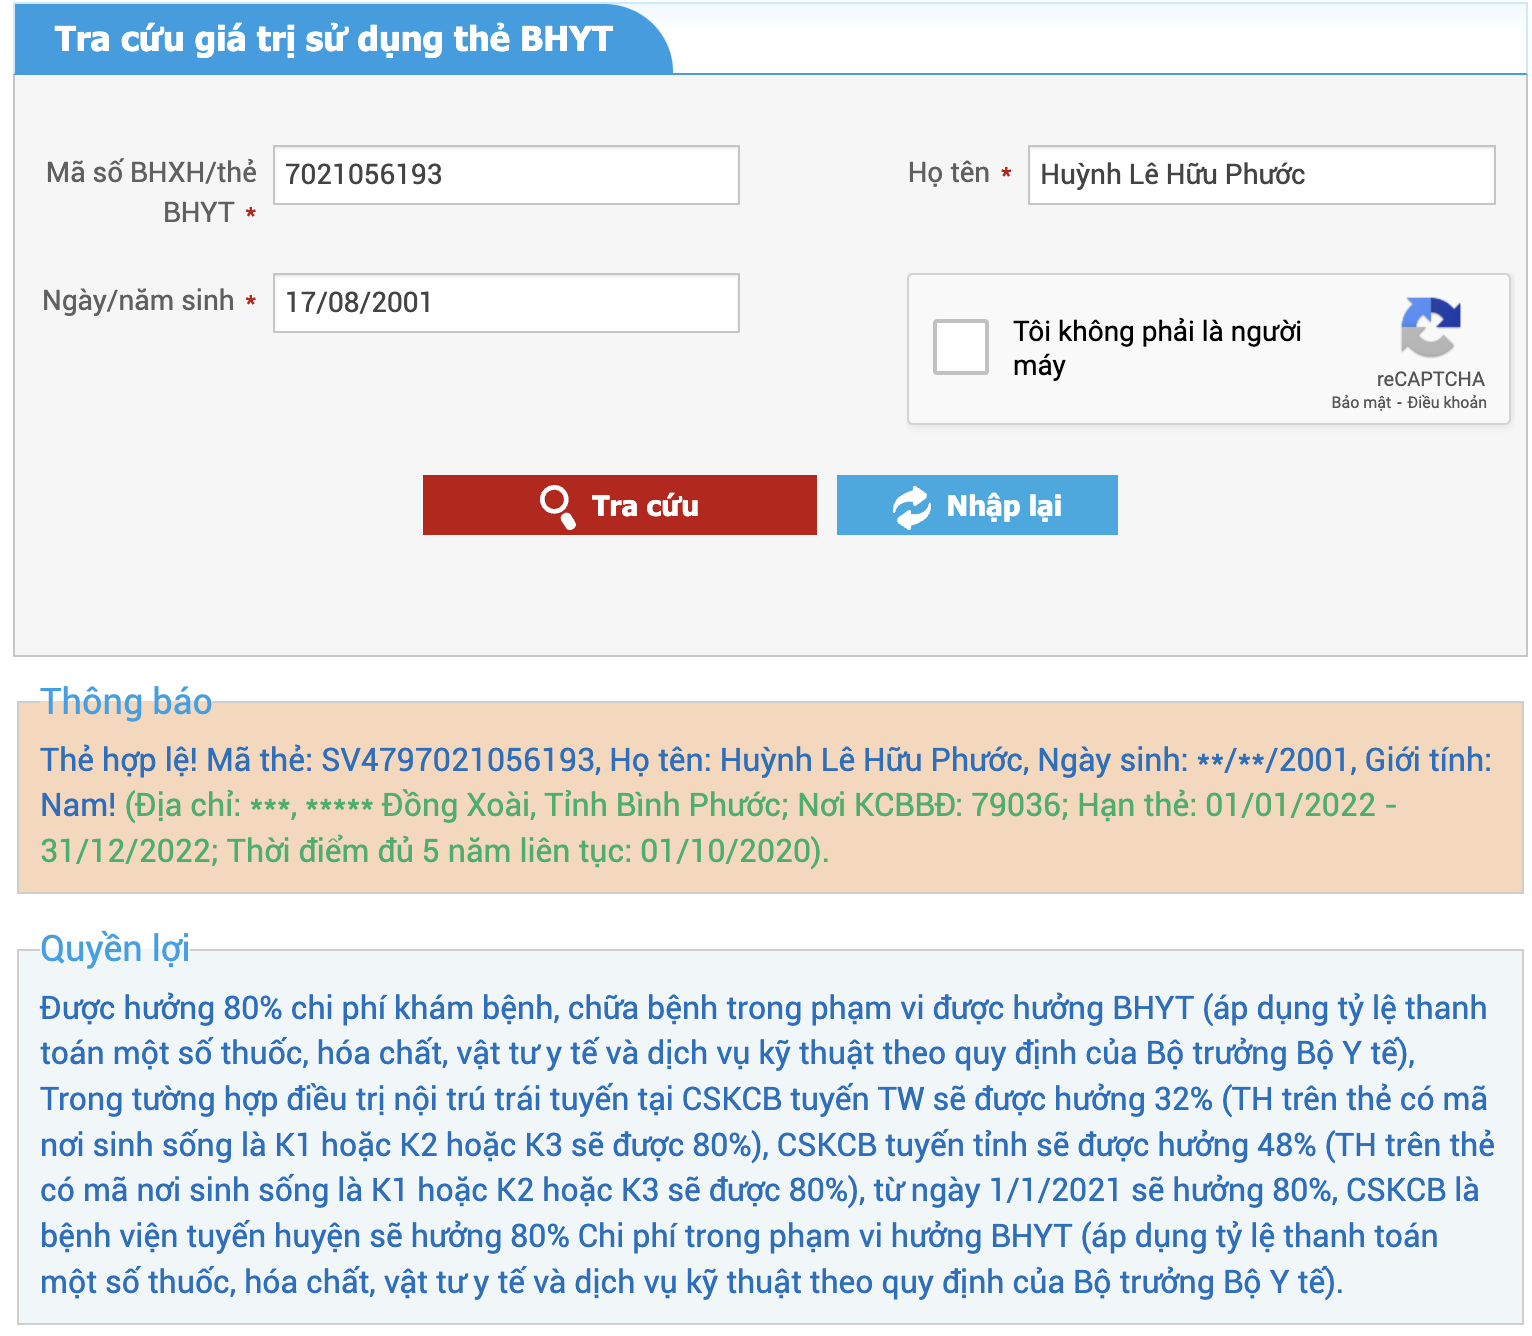 Tra cứu giá trị sử dụng thẻ BHYT
Mã số BHXH/thẻ BHYT *
7021056193
Họ tên *
Huỳnh Lê Hữu Phước
Ngày/năm sinh *
17/08/2001
Tôi không phải là người
máy
reCAPTCHA
Bảo mật - Điều khoản
Tra cứu
Nhập lại
Thông báo
Thẻ hợp lệ! Mã thẻ: SV4797021056193, Họ tên: Huỳnh Lê Hữu Phước, Ngày sinh: **/**/2001, Giới tính:
Nam! (Địa chỉ: ***, ***** Đồng Xoài, Tỉnh Bình Phước; Nơi KCBBĐ: 79036; Hạn thẻ: 01/01/2022 -
31/12/2022; Thời điểm đủ 5 năm liên tục: 01/10/2020).
Quyền lợi
Được hưởng 80% chi phí khám bệnh, chữa bệnh trong phạm vi được hưởng BHYT (áp dụng tỷ lệ thanh
toán một số thuốc, hóa chất, vật tư y tế và dịch vụ kỹ thuật theo quy định của Bộ trưởng Bộ Y tế),
Trong tường hợp điều trị nội trú trái tuyến tại CSKCB tuyến TW sẽ được hưởng 32% (TH trên thẻ có mã
nơi sinh sống là K1 hoặc K2 hoặc K3 sẽ được 80%), CSKCB tuyến tỉnh sẽ được hưởng 48% (TH trên thẻ
có mã nơi sinh sống là K1 hoặc K2 hoặc K3 sẽ được 80%), từ ngày 1/1/2021 sẽ hưởng 80%, CSKCB là
bệnh viện tuyến huyện sẽ hưởng 80% Chi phí trong phạm vi hưởng BHYT (áp dụng tỷ lệ thanh toán
một số thuốc, hóa chất, vật tư y tế và dịch vụ kỹ thuật theo quy định của Bộ trưởng Bộ Y tế).